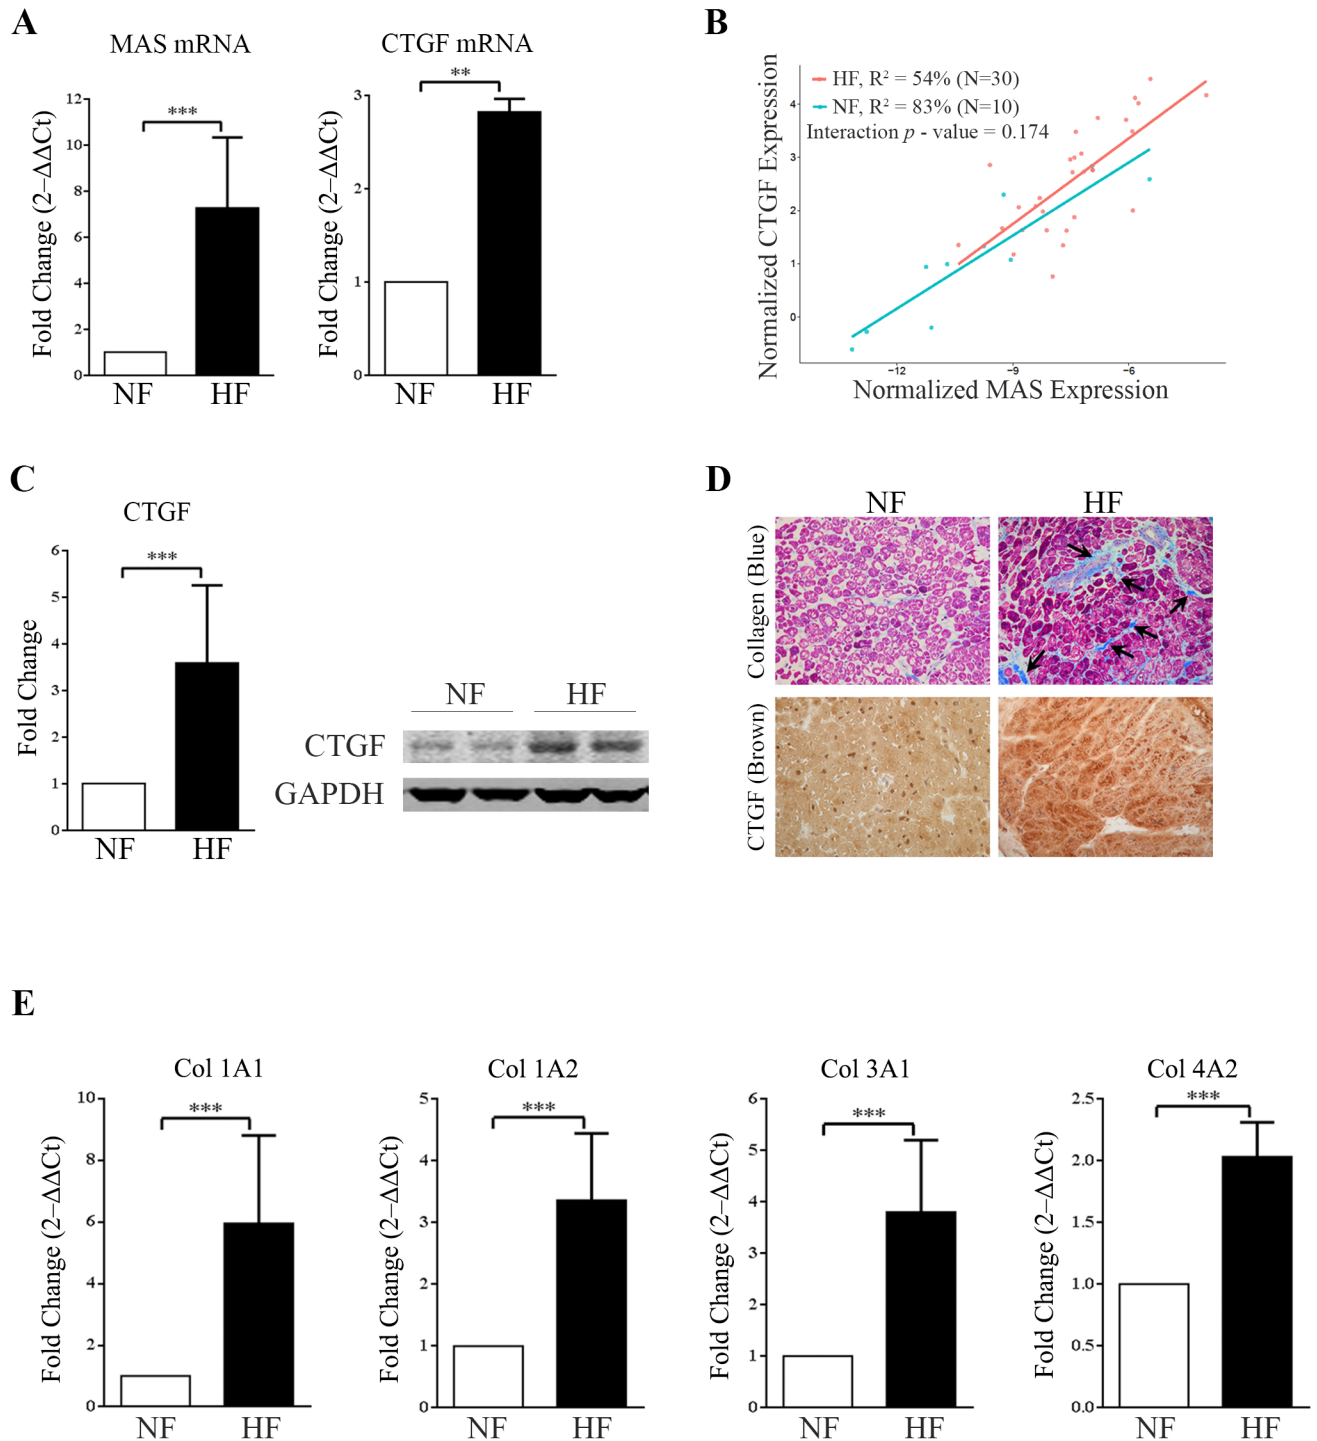 A
MAS mRNA
Fold Change (2−ΔΔCt)
12
10
8
6
4
2
0
***
NF
HF
CTGF mRNA
Fold Change (2−ΔΔCt)
3
2
1
0
**
NF
HF
B
HF, R² = 54% (N=30)
NF, R² = 83% (N=10)
Interaction p - value = 0.174
Normalized CTGF Expression
4
3
2
1
0
−12
−9
−6
Normalized MAS Expression
C
CTGF
Fold Change
6
5
4
3
2
1
0
***
NF
HF
NF
HF
CTGF
GAPDH
D
NF
HF
Collagen (Blue)
CTGF (Brown)
E
Col 1A1
Fold Change (2−ΔΔCt)
10
8
6
4
2
0
***
NF
HF
Col 1A2
Fold Change (2−ΔΔCt)
5
4
3
2
1
0
***
NF
HF
Col 3A1
Fold Change (2−ΔΔCt)
6
5
4
3
2
1
0
***
NF
HF
Col 4A2
Fold Change (2−ΔΔCt)
2.5
2.0
1.5
1.0
0.5
0.0
***
NF
HF